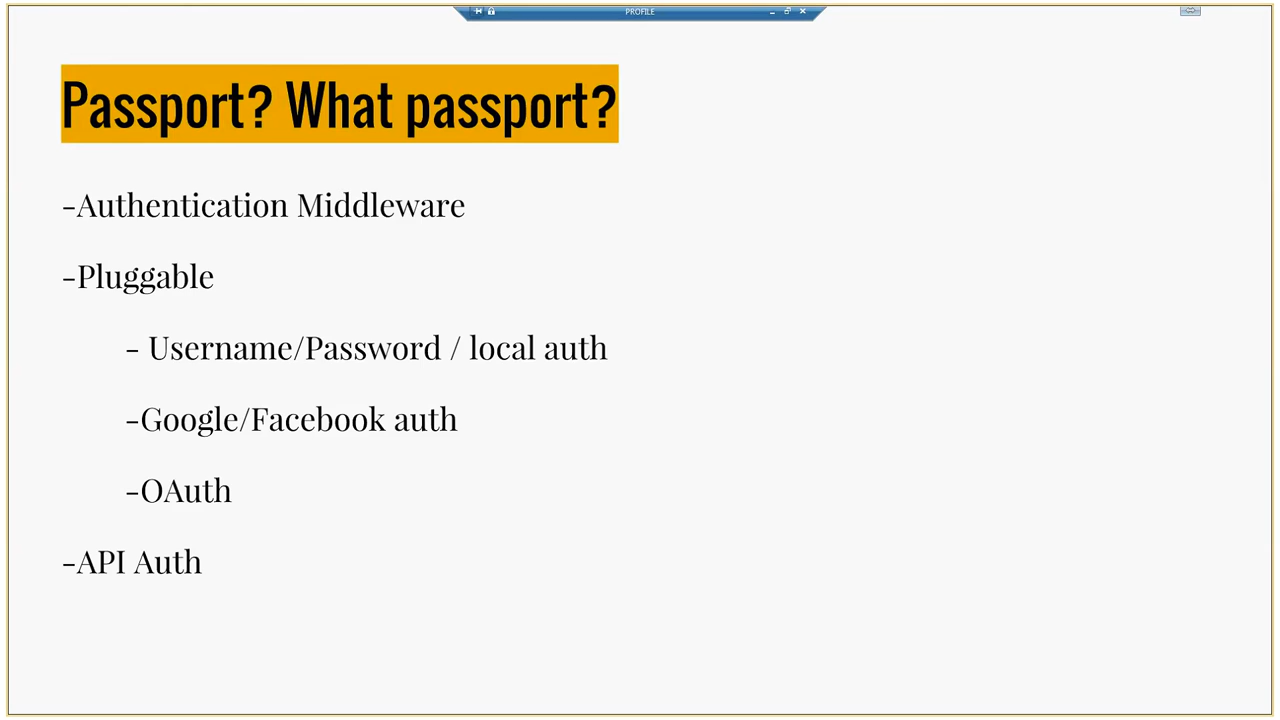 PROFILE
Passport? What passport?
-Authentication Middleware
-Pluggable
- Username/Password / local auth
-Google/Facebook auth
-OAuth
-API Auth